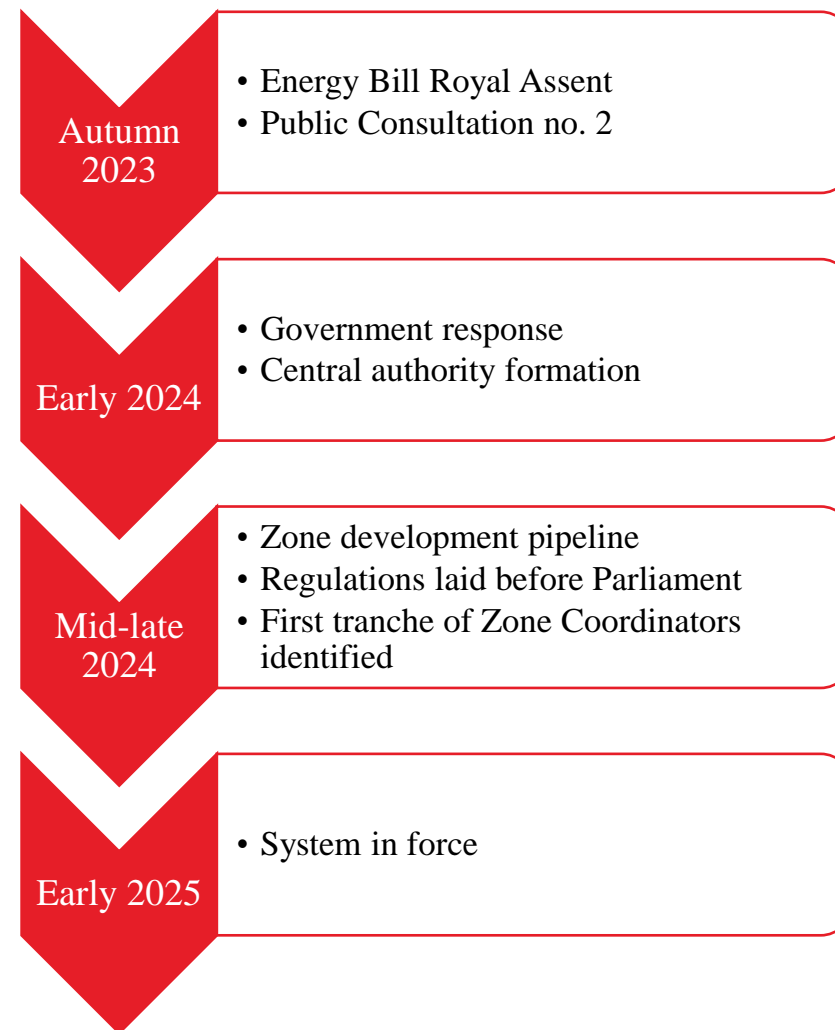 Autumn
2023
• Energy Bill Royal Assent
• Public Consultation no. 2
Early 2024
• Government response
• Central authority formation
Mid-late
2024
• Zone development pipeline
• Regulations laid before Parliament
• First tranche of Zone Coordinators
identified
Early 2025
• System in force